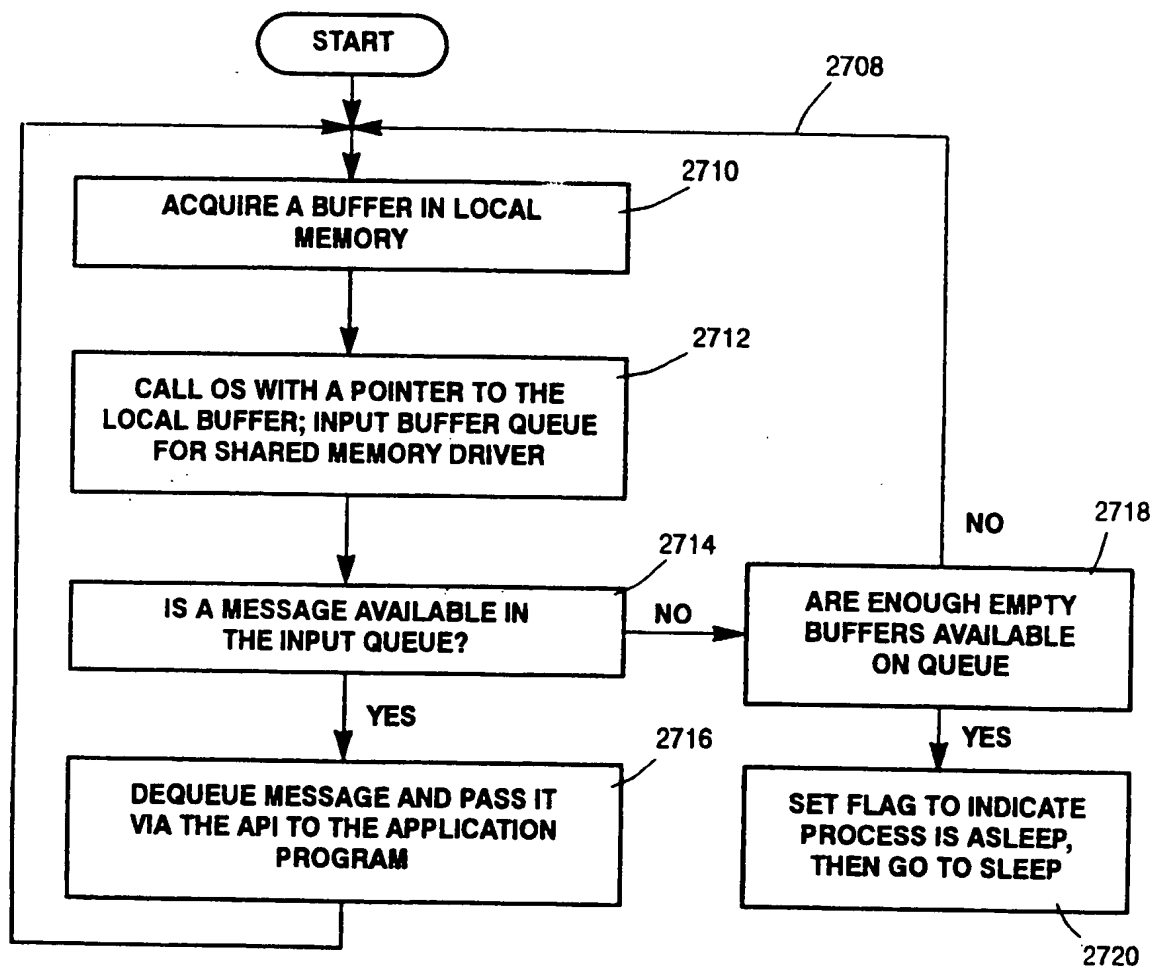 START
2708
2710
ACQUIRE A BUFFER IN LOCAL
MEMORY
2712
CALL OS WITH A POINTER TO THE
LOCAL BUFFER; INPUT BUFFER QUEUE
FOR SHARED MEMORY DRIVER
2714
IS A MESSAGE AVAILABLE IN
THE INPUT QUEUE?
NO
NO
2718
ARE ENOUGH EMPTY
BUFFERS AVAILABLE
ON QUEUE
YES
2716
DEQUEUE MESSAGE AND PASS IT
VIA THE API TO THE APPLICATION
PROGRAM
YES
SET FLAG TO INDICATE
PROCESS IS ASLEEP,
THEN GO TO SLEEP
2720